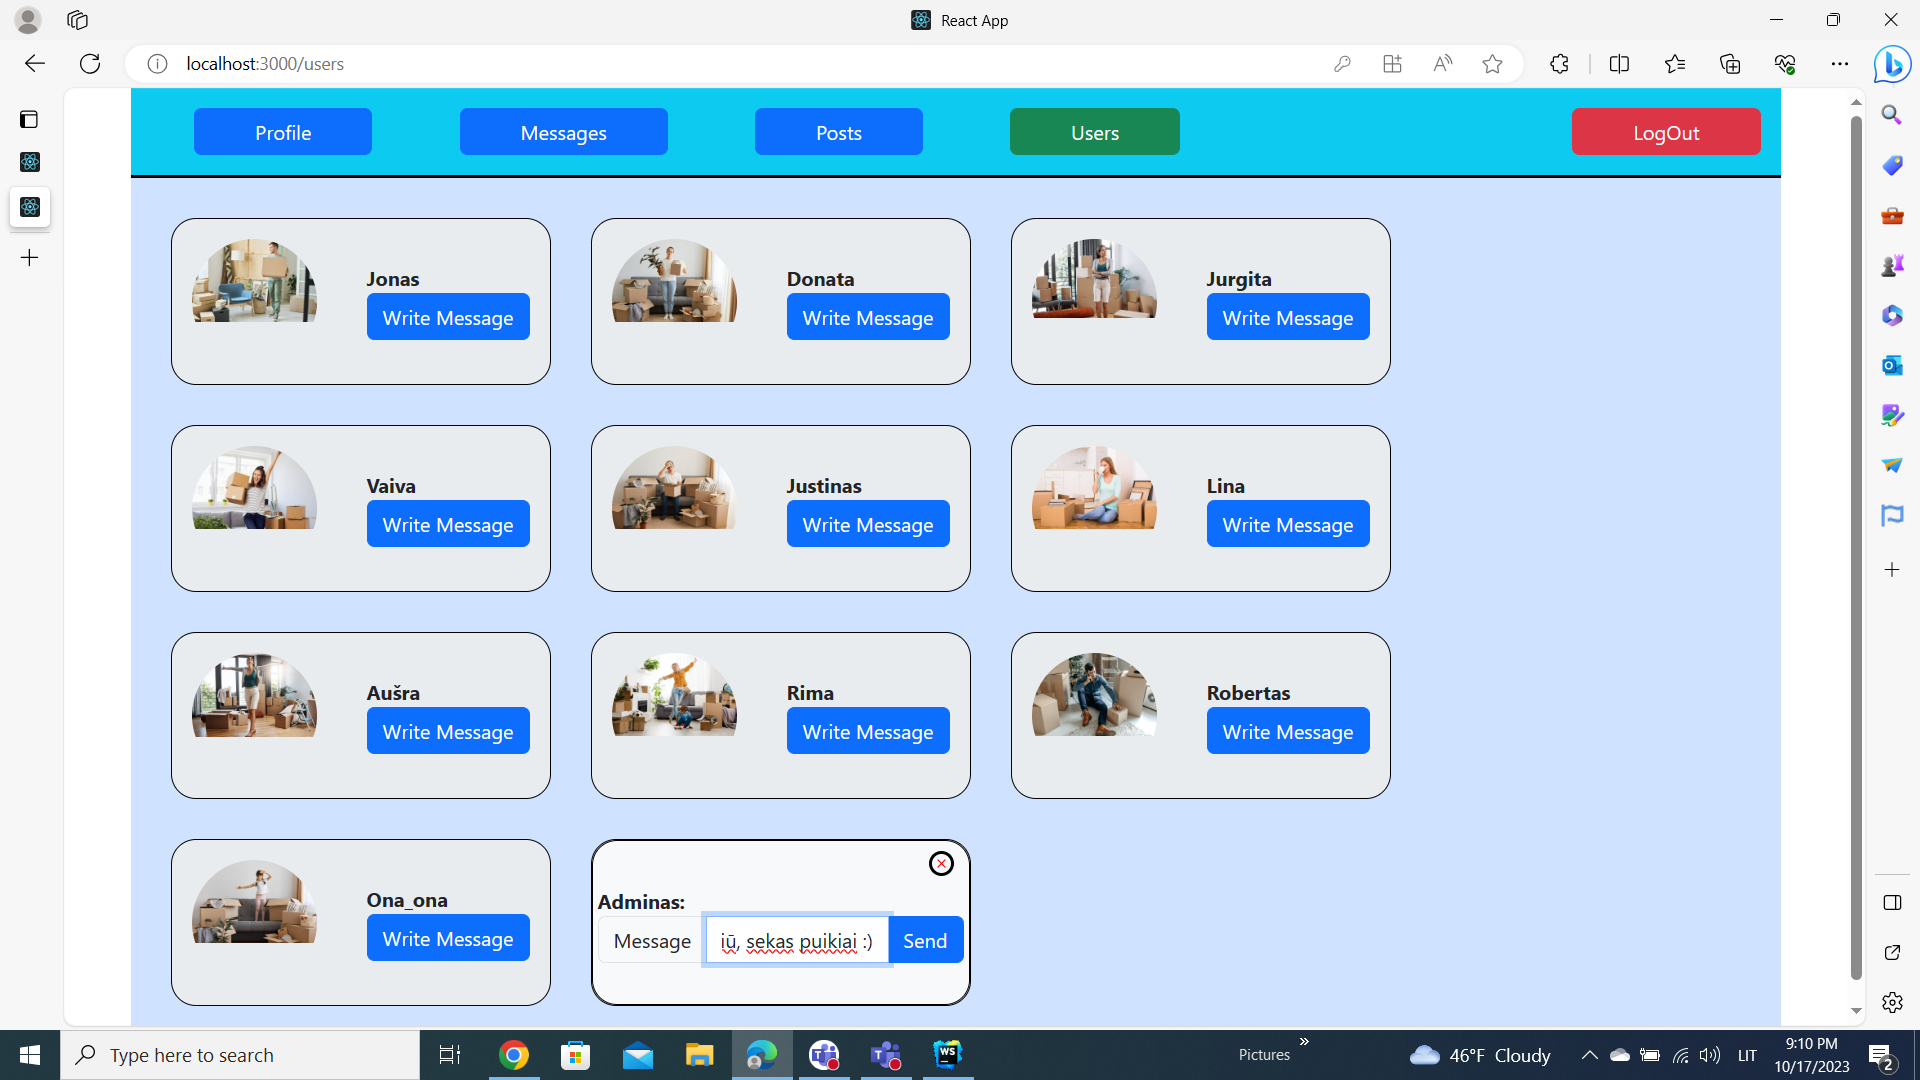 React App
localhost:3000/users
Profile
Messages
Posts
Users
LogOut
Jonas
Write Message
Donata
Write Message
Jurgita
Write Message
Vaiva
Write Message
Justinas
Write Message
Lina
Write Message
Aušra
Write Message
Rima
Write Message
Robertas
Write Message
Ona_ona
Write Message
Adminas:
Message
iū, sekas puikiai :)
Send
Type here to search
WS
Pictures
46°F Cloudy
LIT
9:10 PM
10/17/2023
2